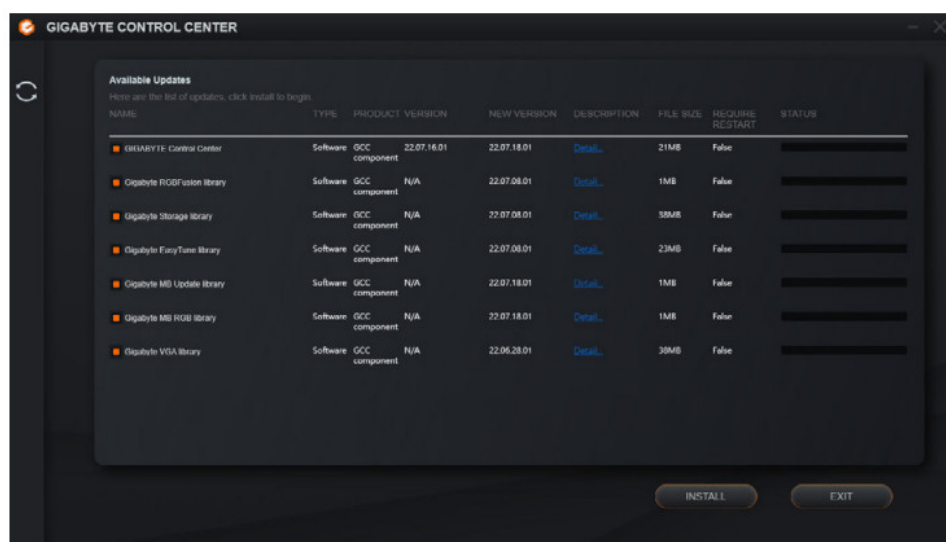 GIGABYTE CONTROL CENTER
Available Updates
Here are the list of updates, click install to begin.
NAME TYPE PRODUCT VERSION NEW VERSION DESCRIPTION FILE SIZE REQUIRE RESTART STATUS
GIGABYTE Control Center Software GCC component 22.07.16.01 22.07.18.01 Detail... 21MB False
Gigabyte RGBFusion library Software GCC component N/A 22.07.08.01 Detail... 1MB False
Gigabyte Storage library Software GCC component N/A 22.07.08.01 Detail... 38MB False
Gigabyte EasyTune library Software GCC component N/A 22.07.08.01 Detail... 23MB False
Gigabyte MB Update library Software GCC component N/A 22.07.18.01 Detail... 1MB False
Gigabyte MB RGB library Software GCC component N/A 22.07.18.01 Detail... 1MB False
Gigabyte VGA library Software GCC component N/A 22.06.28.01 Detail... 38MB False
INSTALL EXIT